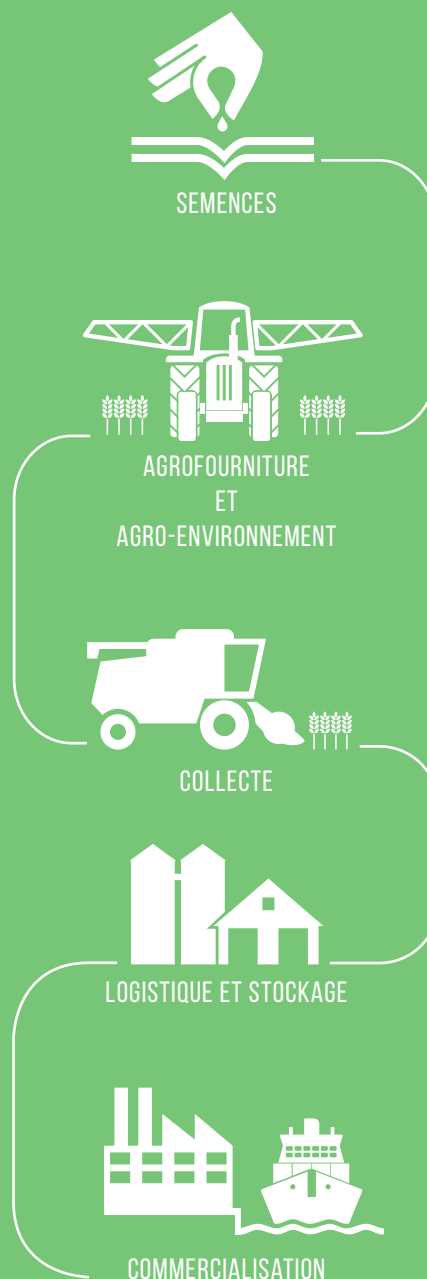 SEMENCES
AGROFOURNITURE
ET
AGRO-ENVIRONNEMENT
COLLECTE
LOGISTIQUE ET STOCKAGE
COMMERCIALISATION